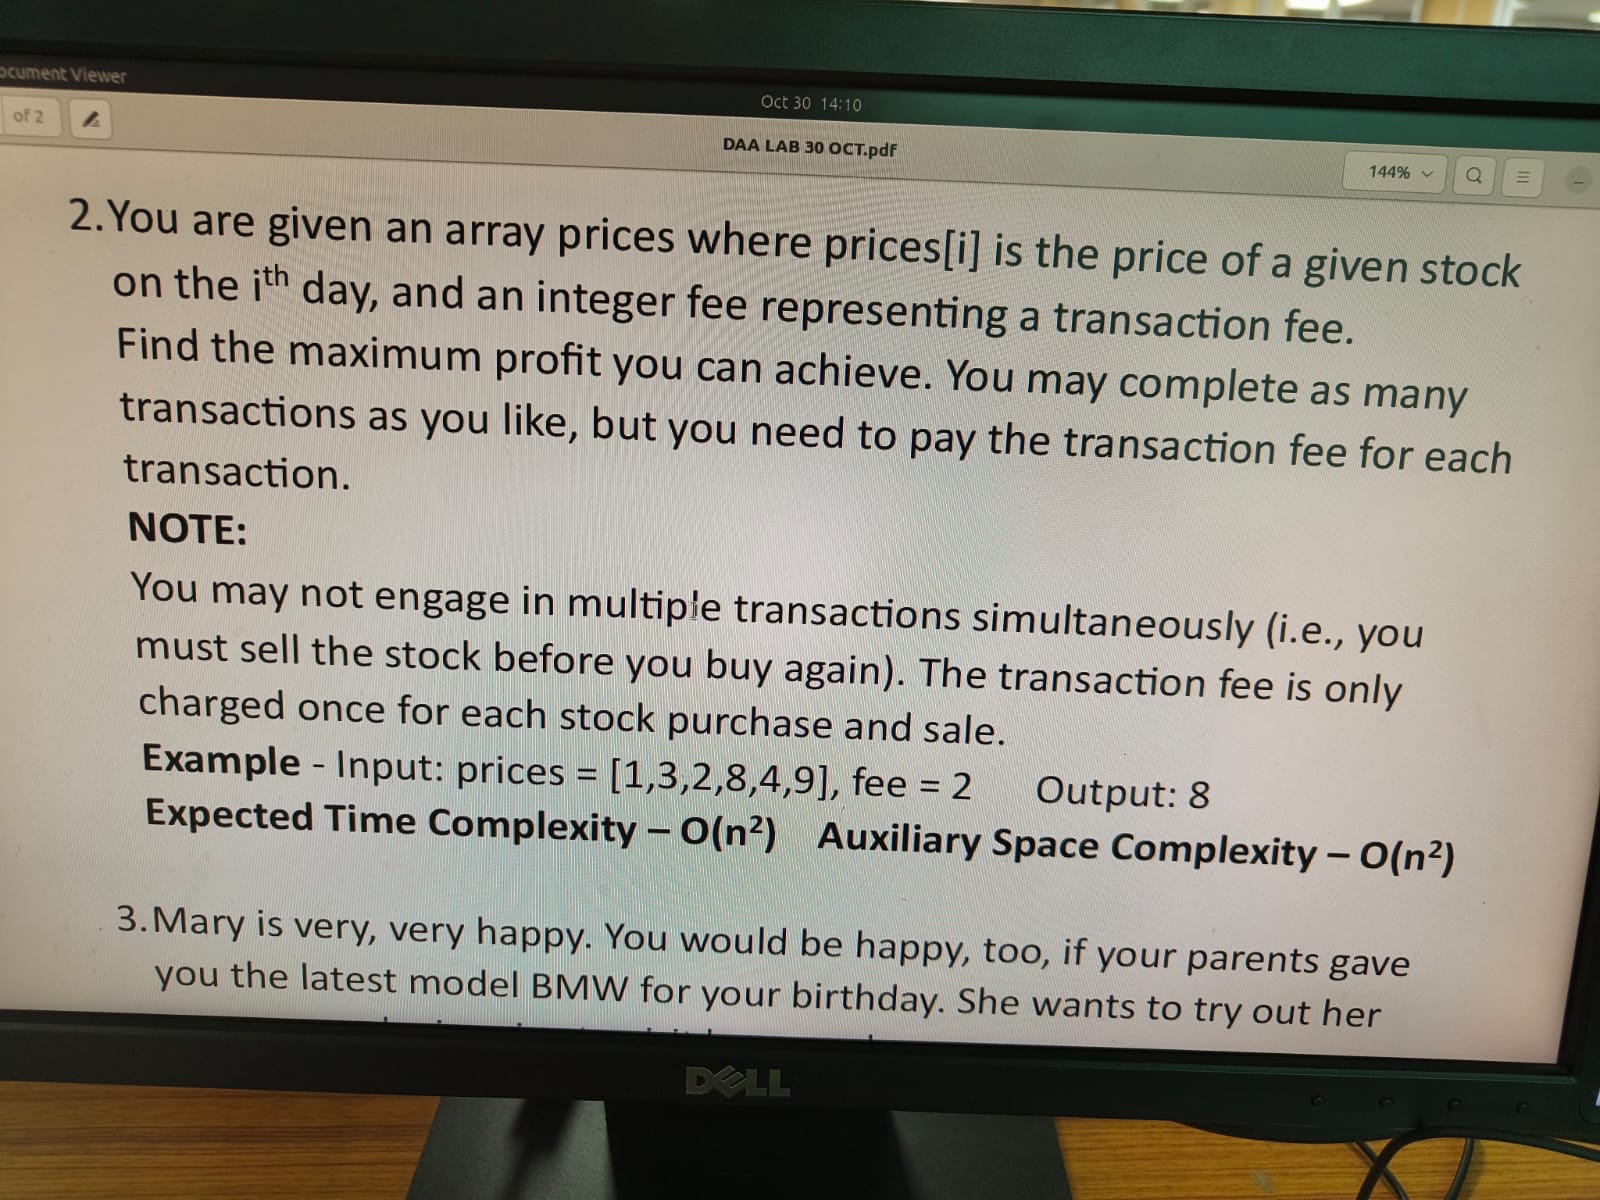 ocument Viewer
Oct 30 14:10
of 2
DAA LAB 30 OCT.pdf
144%
2. You are given an array prices where prices[i] is the price of a given stock
on the ith day, and an integer fee representing a transaction fee.
Find the maximum profit you can achieve. You may complete as many
transactions as you like, but you need to pay the transaction fee for each
transaction.
NOTE:
You may not engage in multiple transactions simultaneously (i.e., you
must sell the stock before you buy again). The transaction fee is only
charged once for each stock purchase and sale.
Example - Input: prices = [1,3,2,8,4,9], fee = 2 Output: 8
Expected Time Complexity – O(n²) Auxiliary Space Complexity – O(n²)
3. Mary is very, very happy. You would be happy, too, if your parents gave
you the latest model BMW for your birthday. She wants to try out her
DELL